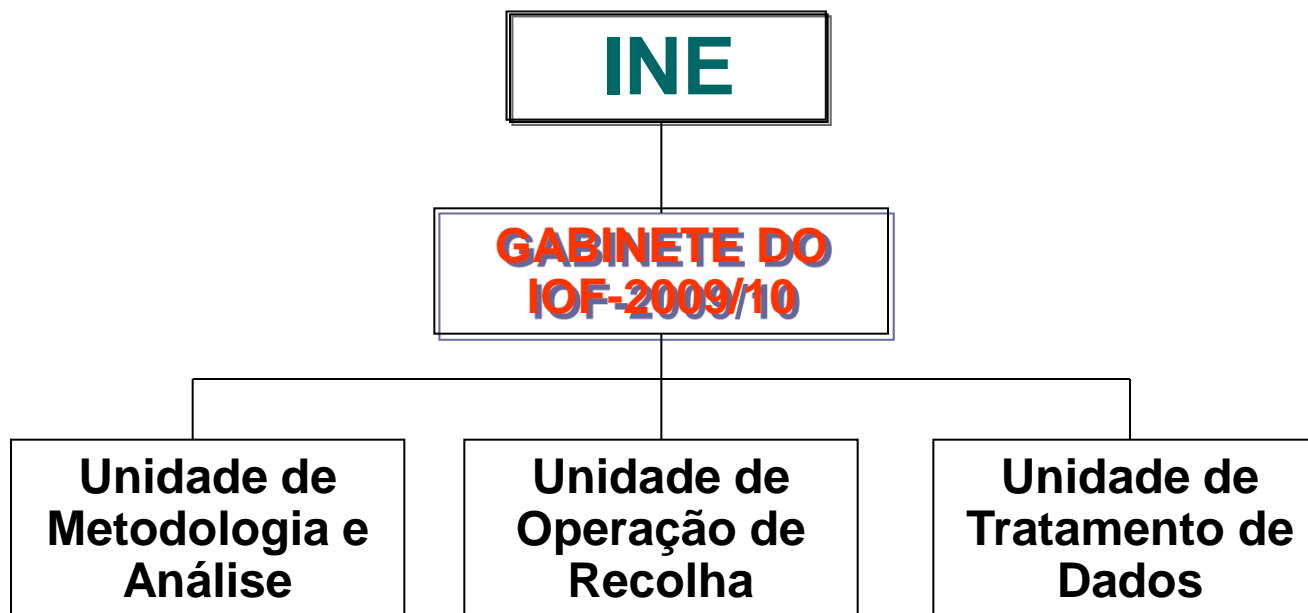 INE
GABINETE DO
IOF-2009/10
Unidade de
Metodologia e
Análise
Unidade de
Operação de
Recolha
Unidade de
Tratamento de
Dados